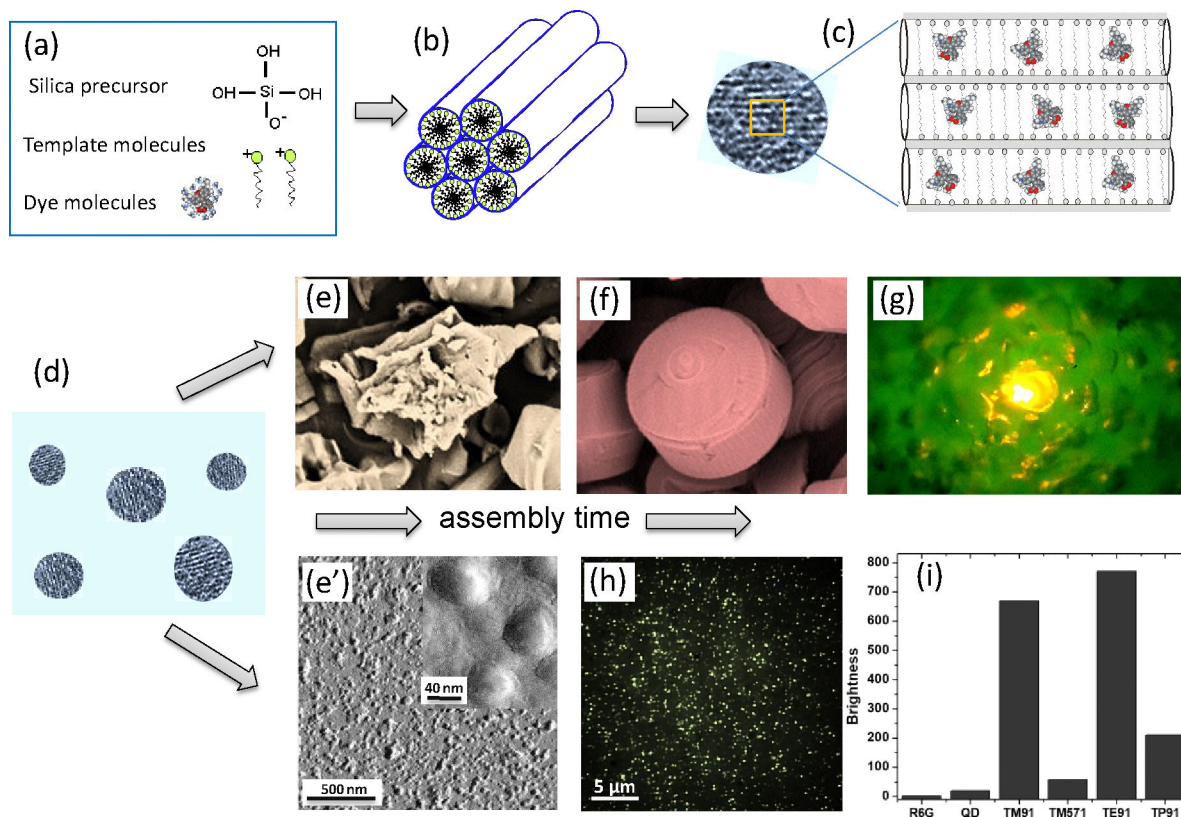 (a)
Silica precursor
OH
OH Si OH
O-
Template molecules
+ +
Dye molecules
(b)
(c)
(d)
(e)
(f)
(g)
assembly time
(e’)
40 nm
500 nm
(h)
5 µm
(i)
Brightness
800
700
600
500
400
300
200
100
0
R6G QD TM91 TM571 TE91 TP91